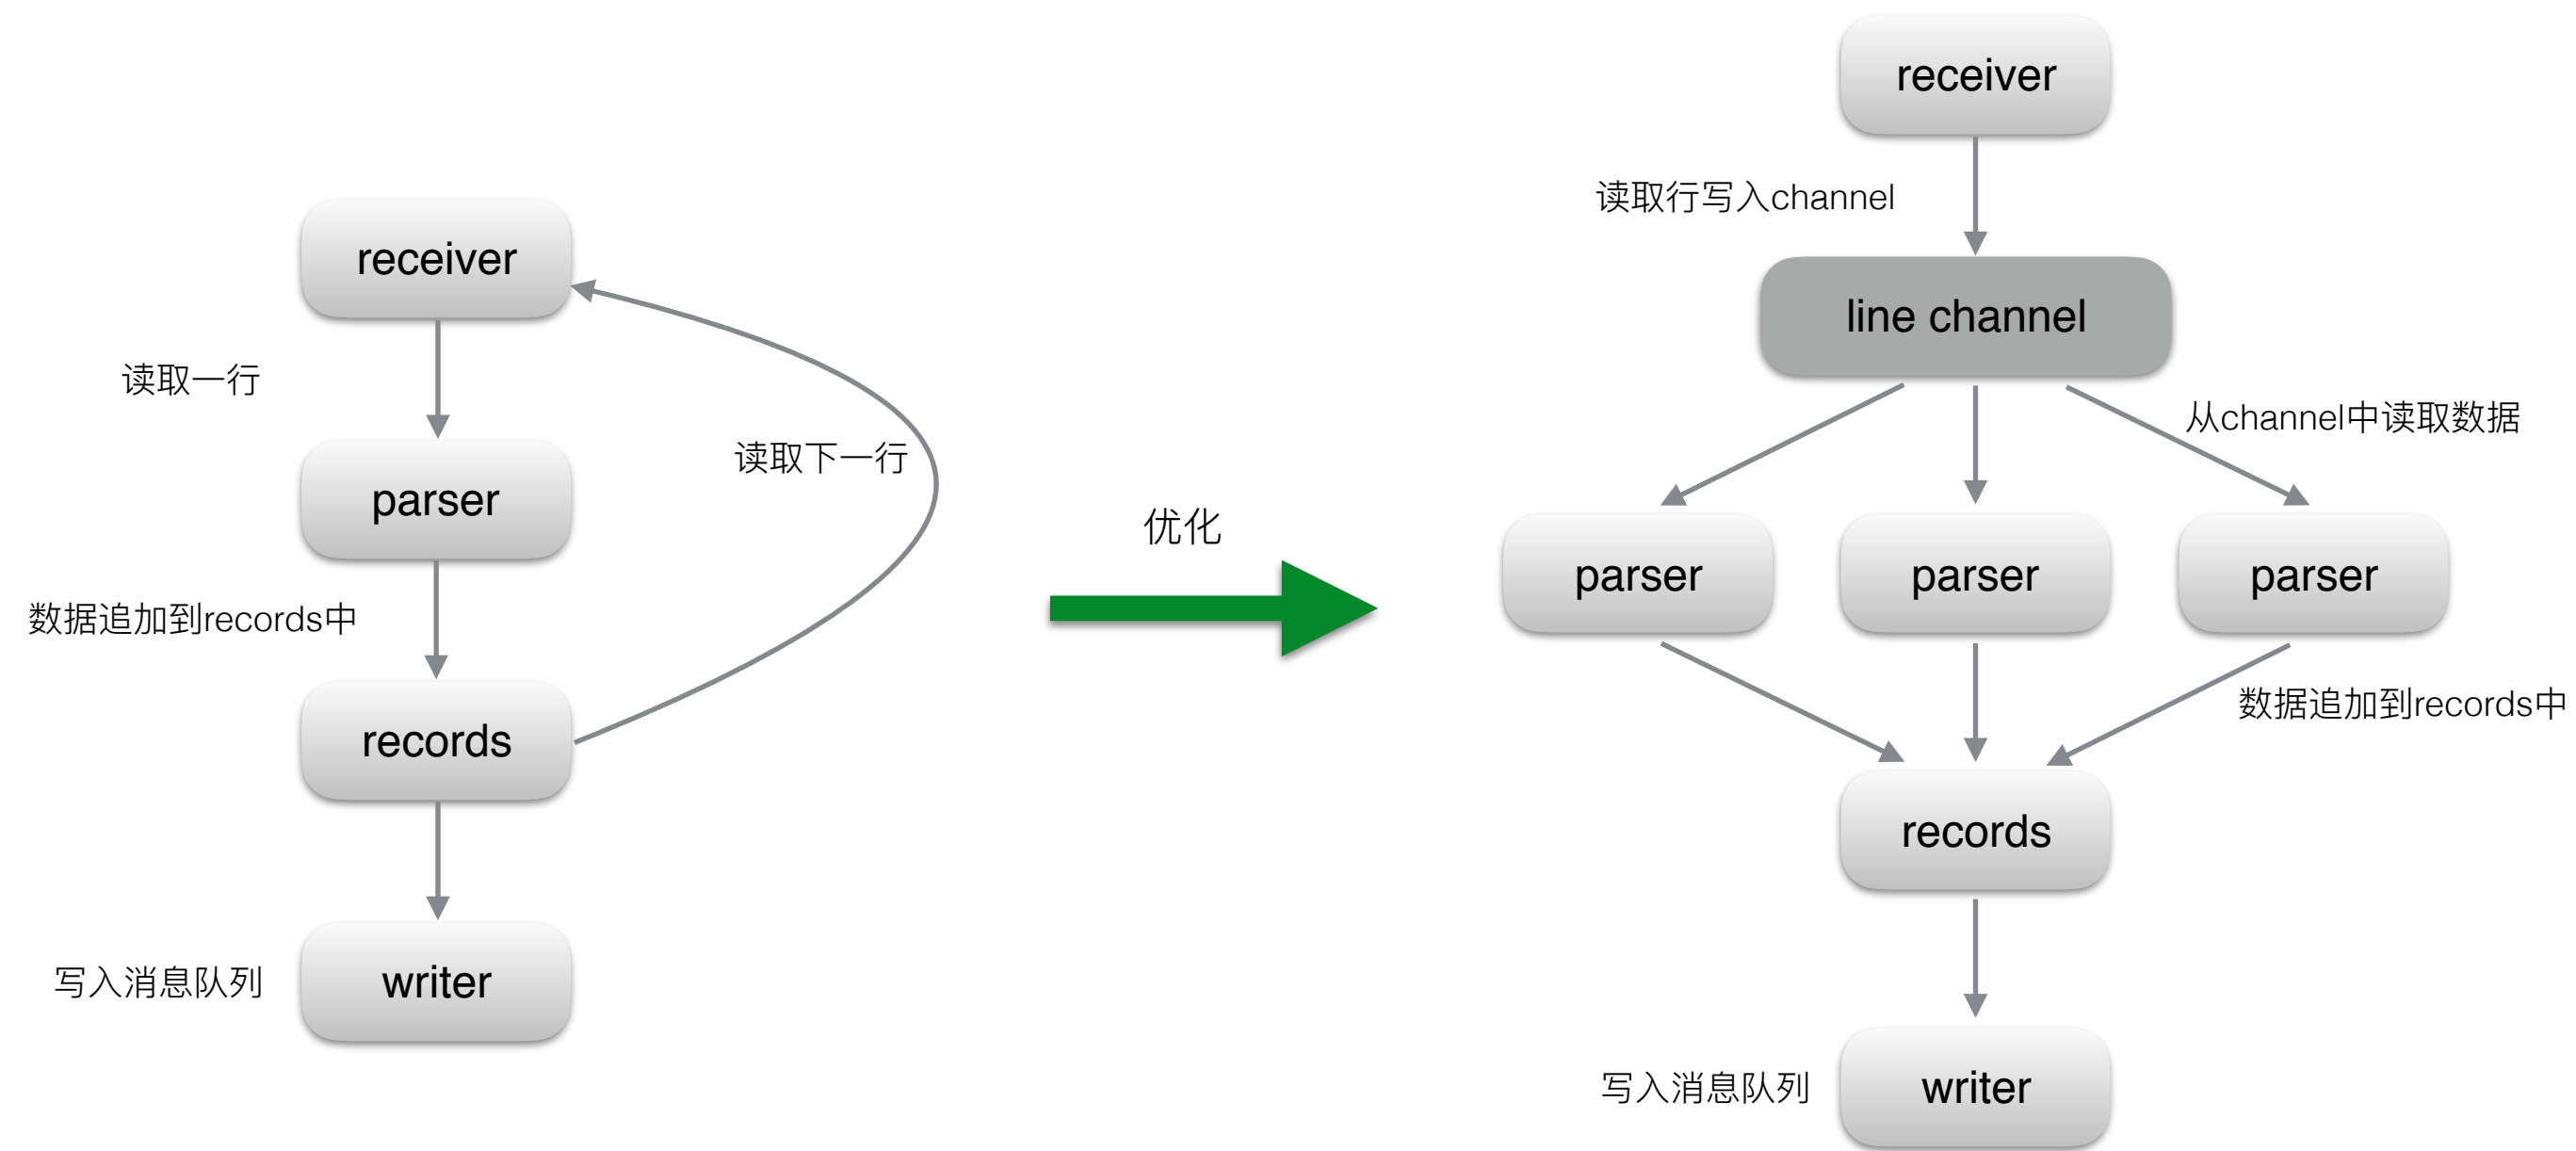 receiver
读取一行
parser
读取下一行
数据追加到records中
records
写入消息队列
writer
优化
receiver
读取行写入channel
line channel
从channel中读取数据
parser
parser
parser
数据追加到records中
records
写入消息队列
writer